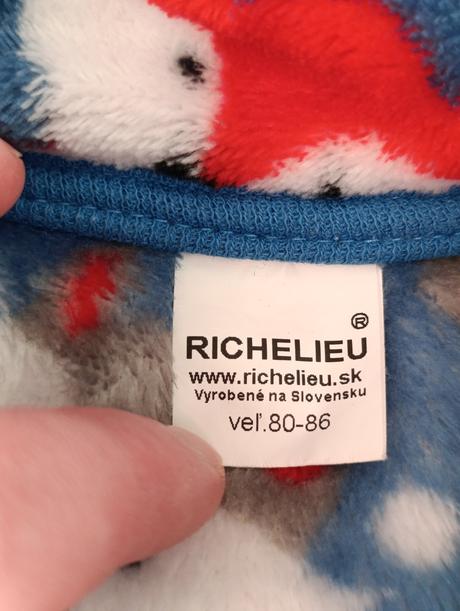 ®
RICHELIEU
www.richelieu.sk
Vyrobené na Slovensku
veľ.80-86